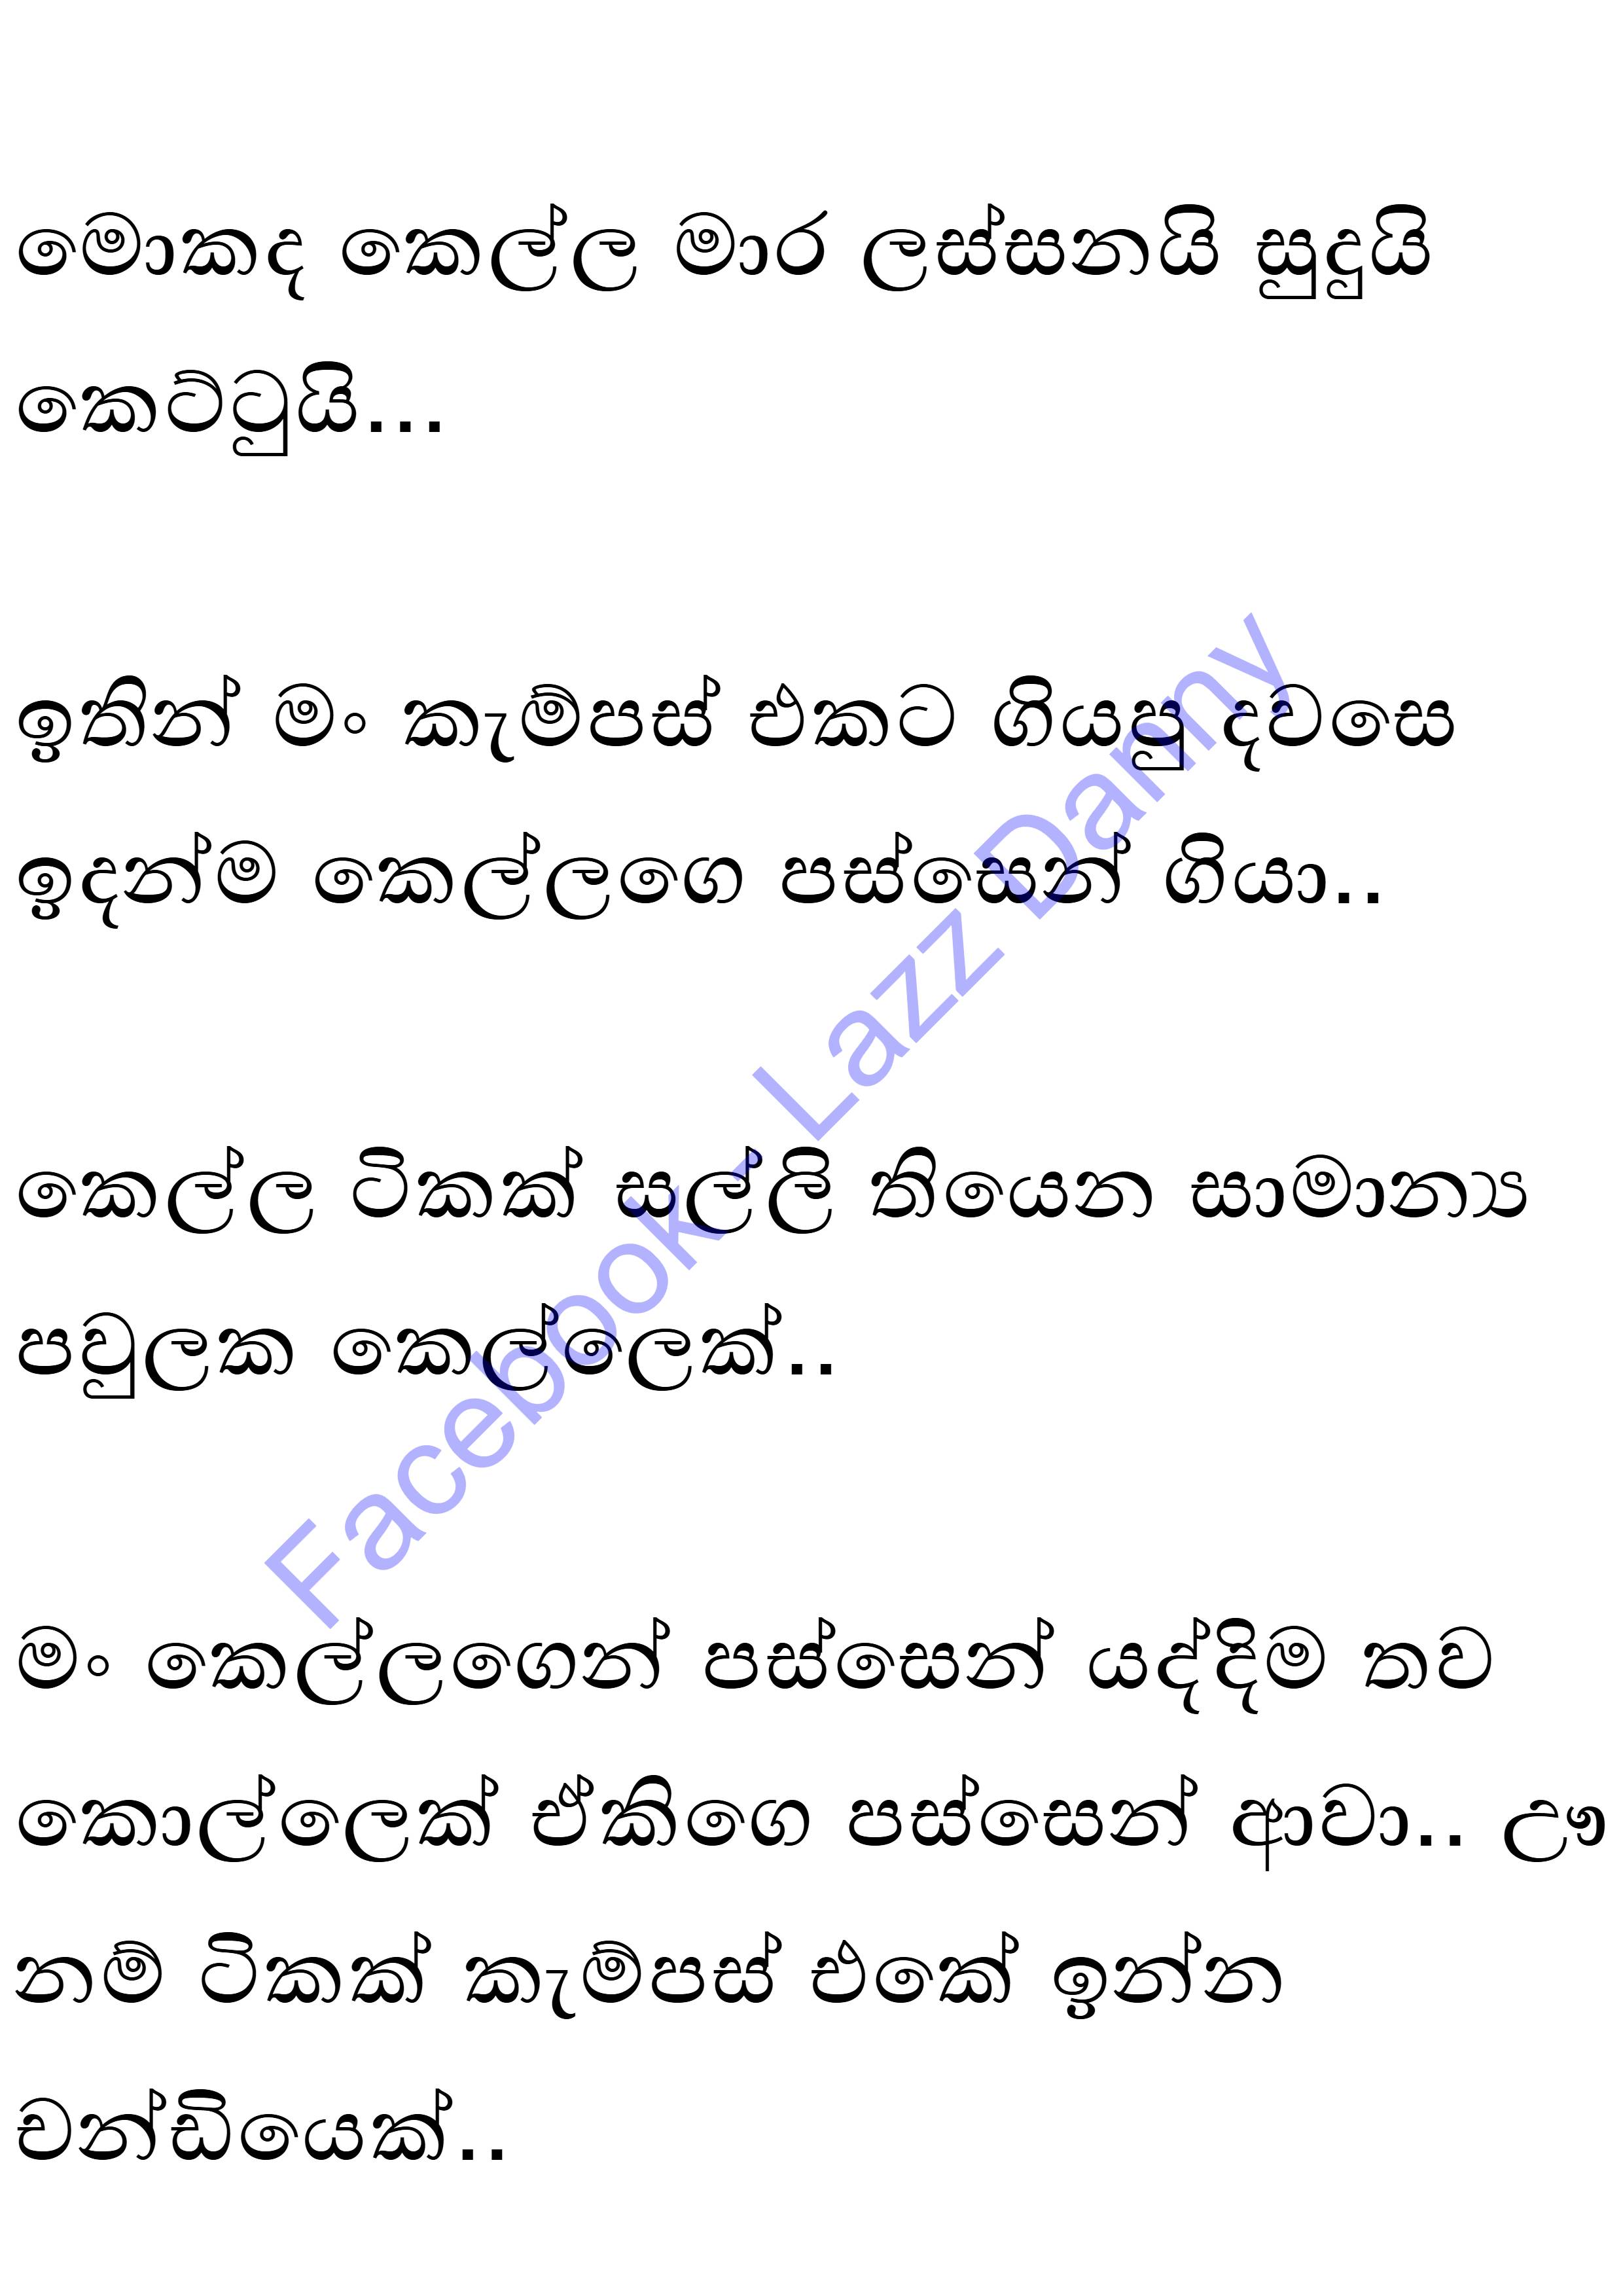 මොකද කෙල්ල මාර ලස්සනයි සුදුයි
කෙට්ටුයි...
ඉතින් මං කැම්පස් එකට ගියපු දවසෙ
ඉදන්ම කෙල්ලගෙ පස්සෙන් ගියා..
කෙල්ල ටිකක් සල්ලි තියෙන සාමාන්‍ය
පවුලක කෙල්ලෙක්..
මං කෙල්ලගෙන් පස්සෙන් යද්දිම තව
කොල්ලෙක් ඒකිගෙ පස්සෙන් ආවා.. ඌ
නම් ටිකක් කැම්පස් එකේ ඉන්න
චන්ඩියෙක්..
Facebook - Lazz Danny